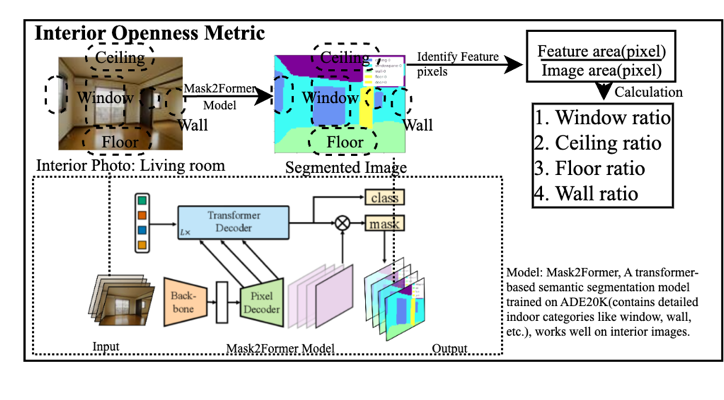 Interior Openness Metric
Ceiling
Window
Wall
Floor
Interior Photo: Living room
Mask2Former
Model
Ceiling
Window
Wall
Floor
Segmented Image
Identify Feature
pixels
Feature area(pixel)
Image area(pixel)
Calculation
1. Window ratio
2. Ceiling ratio
3. Floor ratio
4. Wall ratio
Transformer
Decoder
L×
class
mask
Back-
bone
Pixel
Decoder
Input
Mask2Former Model
Output
Model: Mask2Former, A transformer-
based semantic segmentation model
trained on ADE20K(contains detailed
indoor categories like window, wall,
etc.), works well on interior images.